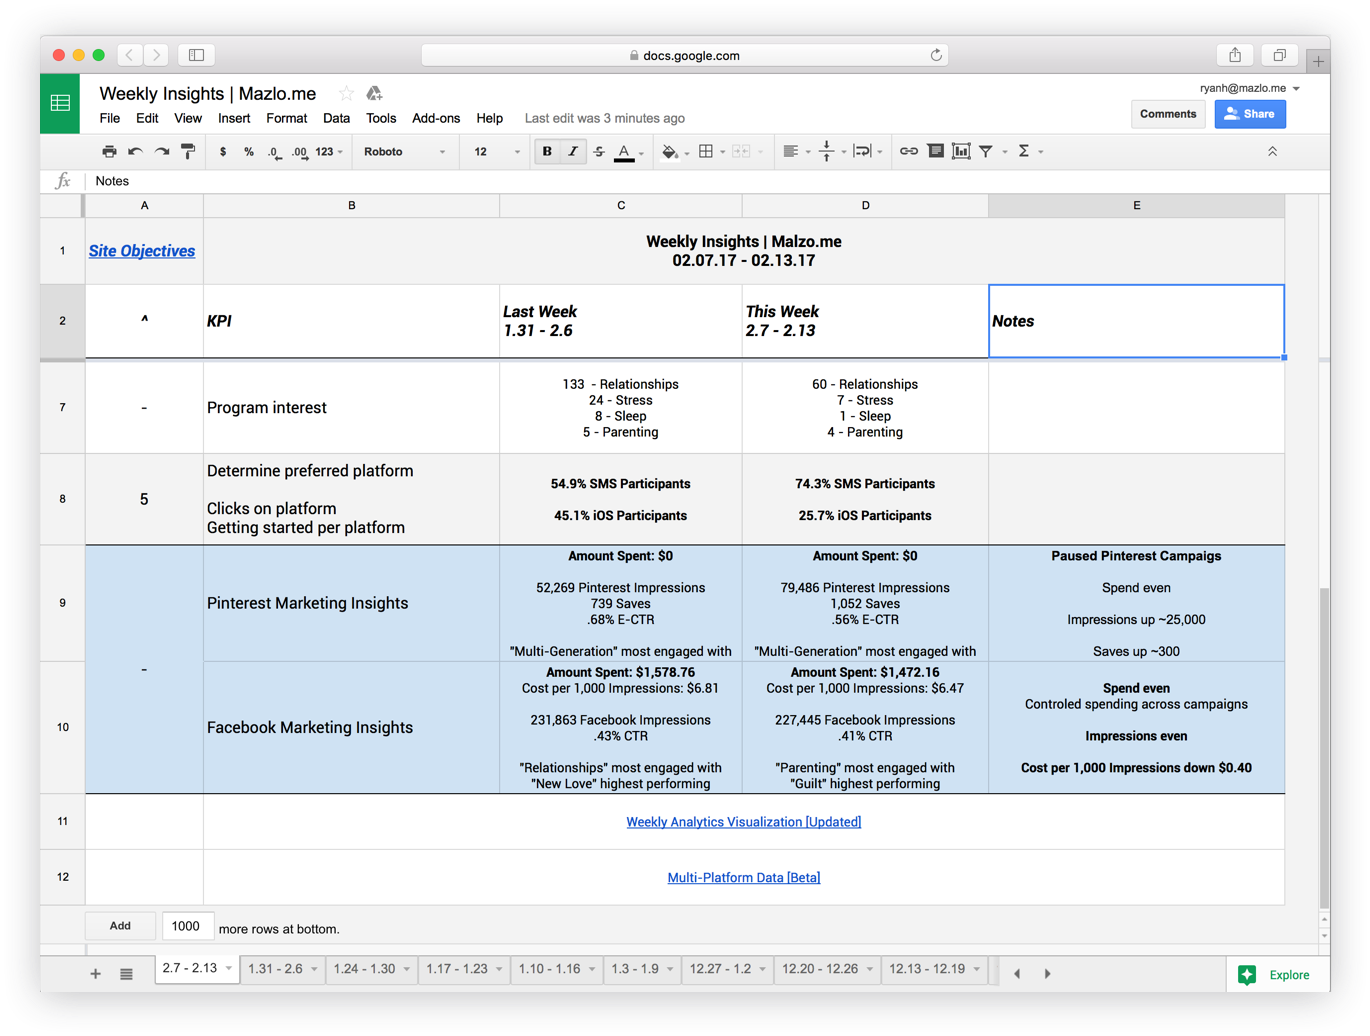 docs.google.com
Weekly Insights | Mazlo.me
ryanh@mazlo.me
File Edit View Insert Format Data Tools Add-ons Help Last edit was 3 minutes ago
Comments Share
$ % .0 .00 123 Roboto 12 B I S A Σ
fx Notes
A B C D E
1 Site Objectives
Weekly Insights | Malzo.me
02.07.17 - 02.13.17
2 ^ KPI
Last Week
1.31 - 2.6
This Week
2.7 - 2.13
Notes
7 - Program interest
133 - Relationships
24 - Stress
8 - Sleep
5 - Parenting
60 - Relationships
7 - Stress
1 - Sleep
4 - Parenting
8 5
Determine preferred platform
Clicks on platform
Getting started per platform
54.9% SMS Participants
45.1% iOS Participants
74.3% SMS Participants
25.7% iOS Participants
9 - Pinterest Marketing Insights
Amount Spent: $0
52,269 Pinterest Impressions
739 Saves
.68% E-CTR
"Multi-Generation" most engaged with
Amount Spent: $0
79,486 Pinterest Impressions
1,052 Saves
.56% E-CTR
"Multi-Generation" most engaged with
Paused Pinterest Campaigs
Spend even
Impressions up ~25,000
Saves up ~300
10 Facebook Marketing Insights
Amount Spent: $1,578.76
Cost per 1,000 Impressions: $6.81
231,863 Facebook Impressions
.43% CTR
"Relationships" most engaged with
"New Love" highest performing
Amount Spent: $1,472.16
Cost per 1,000 Impressions: $6.47
227,445 Facebook Impressions
.41% CTR
"Parenting" most engaged with
"Guilt" highest performing
Spend even
Controled spending across campaigns
Impressions even
Cost per 1,000 Impressions down $0.40
11 Weekly Analytics Visualization [Updated]
12 Multi-Platform Data [Beta]
Add 1000 more rows at bottom.
2.7 - 2.13 1.31 - 2.6 1.24 - 1.30 1.17 - 1.23 1.10 - 1.16 1.3 - 1.9 12.27 - 1.2 12.20 - 12.26 12.13 - 12.19 Explore